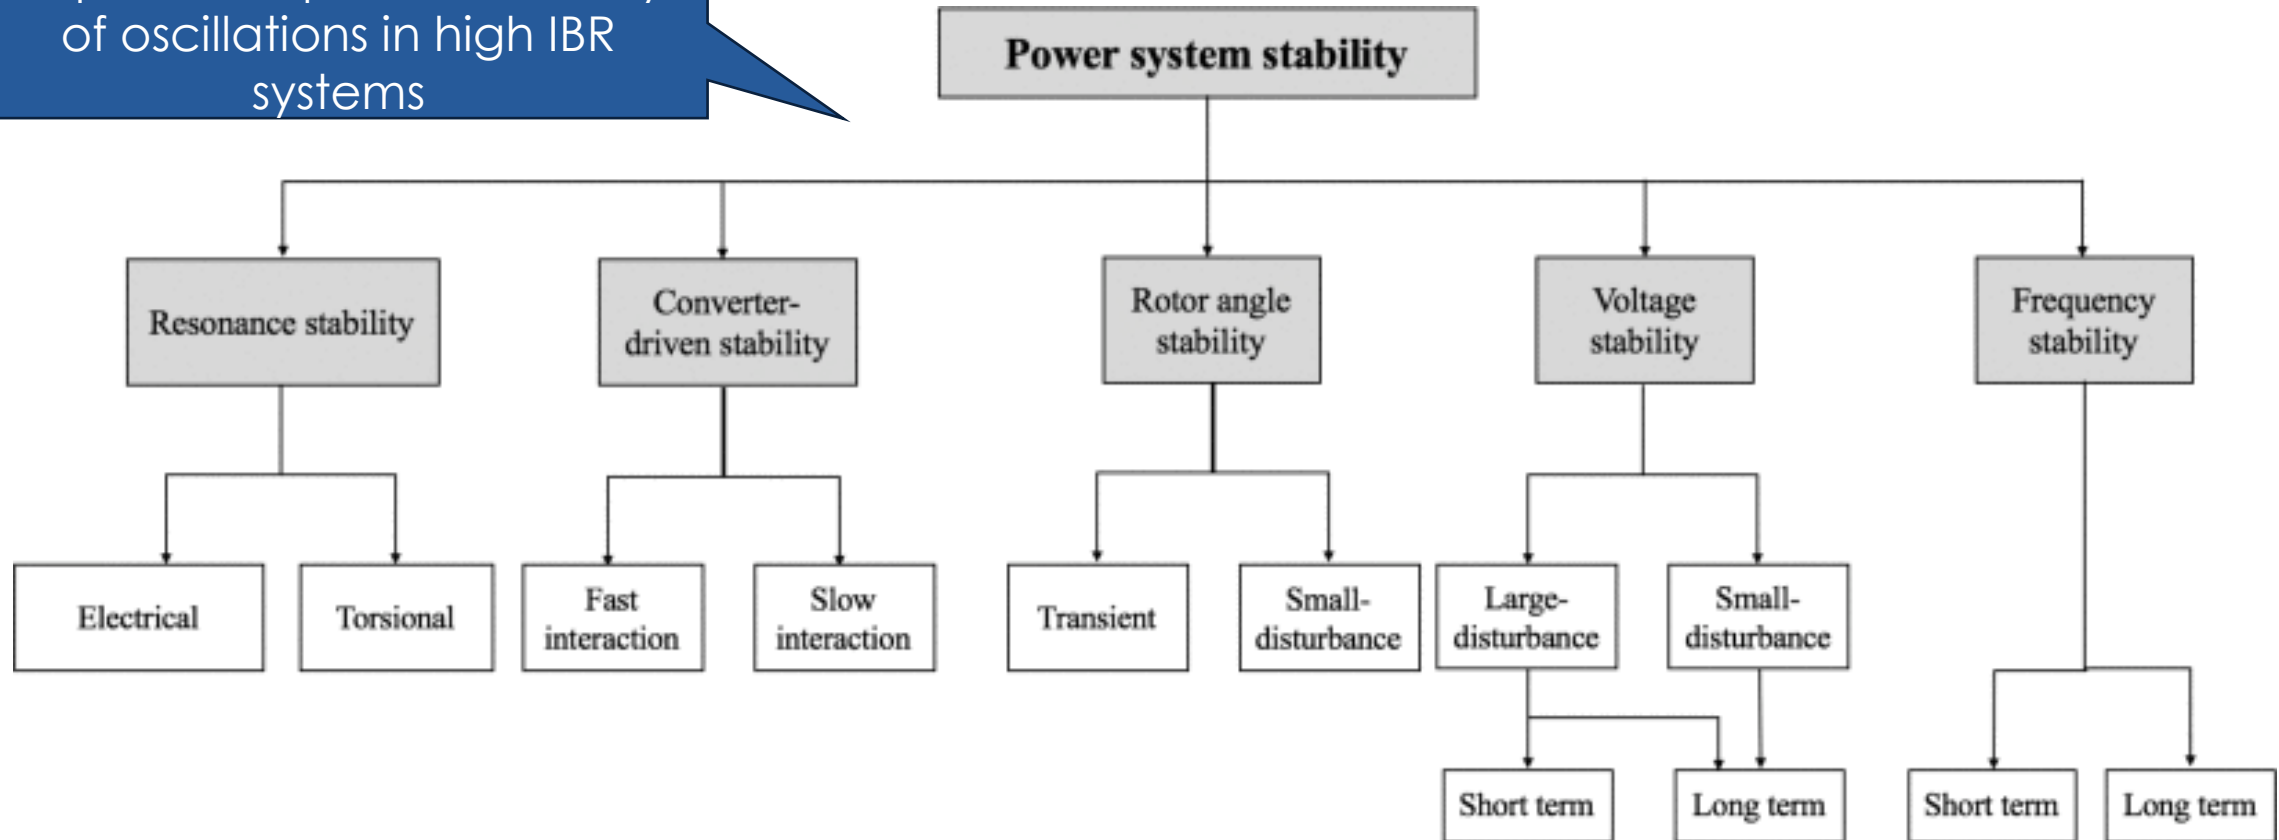 of oscillations in high IBR
systems
Power system stability
Resonance stability
Converter-
driven stability
Rotor angle
stability
Voltage
stability
Frequency
stability
Electrical
Torsional
Fast
interaction
Slow
interaction
Transient
Small-
disturbance
Large-
disturbance
Small-
disturbance
Short term
Long term
Short term
Long term